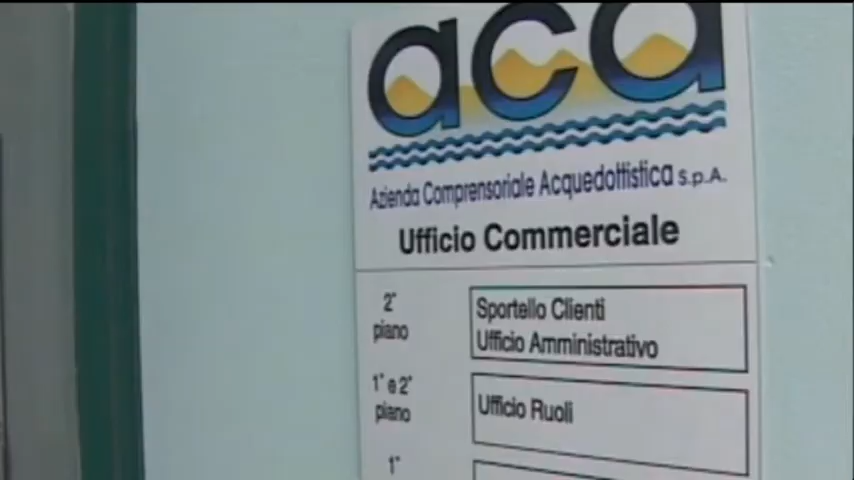 aca
Azienda Comprensoriale Acquedottistica S.p.A.
Ufficio Commerciale
2°
piano
Sportello Clienti
Ufficio Amministrativo
1° e 2°
piano
Ufficio Ruoli
1°